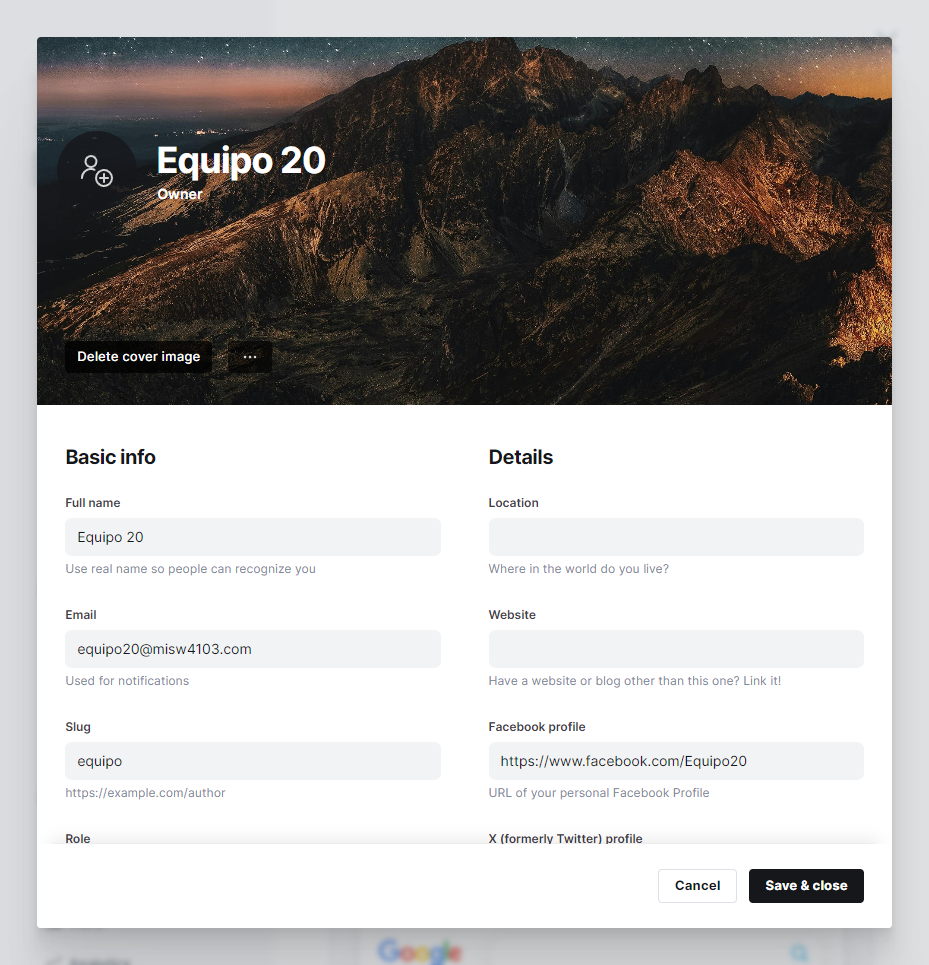 Equipo 20
Owner
Delete cover image
Basic info
Full name
Equipo 20
Use real name so people can recognize you
Email
equipo20@misw4103.com
Used for notifications
Slug
equipo
https://example.com/author
Role
Details
Location
Where in the world do you live?
Website
Have a website or blog other than this one? Link it!
Facebook profile
https://www.facebook.com/Equipo20
URL of your personal Facebook Profile
X (formerly Twitter) profile
Cancel
Save & close
Google